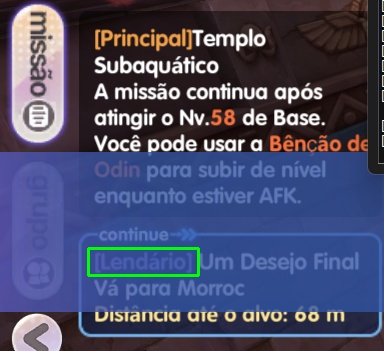 missão
[Principal]Templo
Subaquático
A missão continua após
atingir o Nv.58 de Base.
Você pode usar a Bênção de
Odin para subir de nível
enquanto estiver AFK.
grupo
continue
[Lendário] Um Desejo Final
Vá para Morroc
Distância até o alvo: 68 m